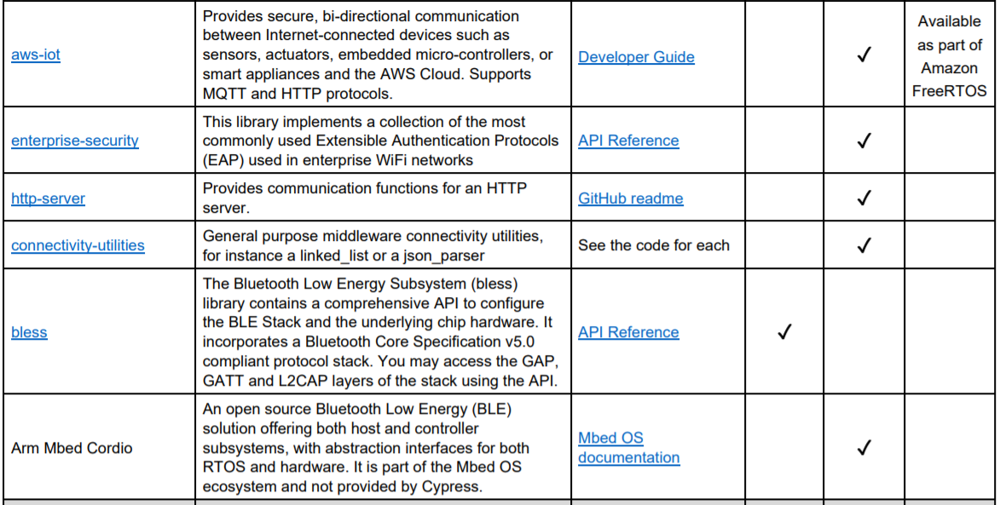 aws-iot
Provides secure, bi-directional communication
between Internet-connected devices such as
sensors, actuators, embedded micro-controllers, or
smart appliances and the AWS Cloud. Supports
MQTT and HTTP protocols.
Developer Guide
✓
Available
as part of
Amazon
FreeRTOS
enterprise-security
This library implements a collection of the most
commonly used Extensible Authentication Protocols
(EAP) used in enterprise WiFi networks
API Reference
✓
http-server
Provides communication functions for an HTTP
server.
GitHub readme
✓
connectivity-utilities
General purpose middleware connectivity utilities,
for instance a linked_list or a json_parser
See the code for each
✓
bless
The Bluetooth Low Energy Subsystem (bless)
library contains a comprehensive API to configure
the BLE Stack and the underlying chip hardware. It
incorporates a Bluetooth Core Specification v5.0
compliant protocol stack. You may access the GAP,
GATT and L2CAP layers of the stack using the API.
API Reference
✓
Arm Mbed Cordio
An open source Bluetooth Low Energy (BLE)
solution offering both host and controller
subsystems, with abstraction interfaces for both
RTOS and hardware. It is part of the Mbed OS
ecosystem and not provided by Cypress.
Mbed OS
documentation
✓